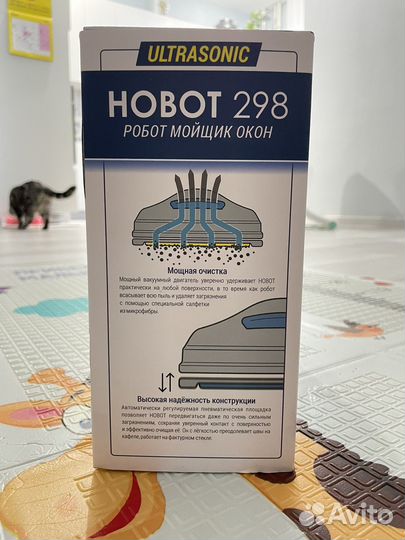 ULTRASONIC
HOBOT 298
РОБОТ МОЙЩИК ОКОН
Мощная очистка
Мощный вакуумный двигатель уверенно удерживает HOBOT
практически на любой поверхности, в то время как робот
всасывает всю пыль и удаляет загрязнения
с помощью специальной салфетки
из микрофибры.
Высокая надёжность конструкции
Автоматически регулируемая пневматическая площадка
позволяет HOBOT передвигаться даже по очень сильным
загрязнениям, сохраняя уверенный контакт с поверхностью
и эффективно очищая её. Он с лёгкостью преодолевает швы на
кафеле, работает на фактурном стекле.
Avito